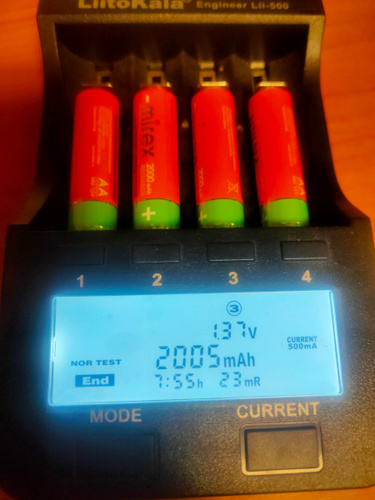 LiitoKala® Engineer Lii-500
AA
mirex
2000 mAh
1 2 3 4
3
1.37v
CURRENT
500mA
NOR TEST
2005mAh
End
7:55h 23mR
MODE CURRENT